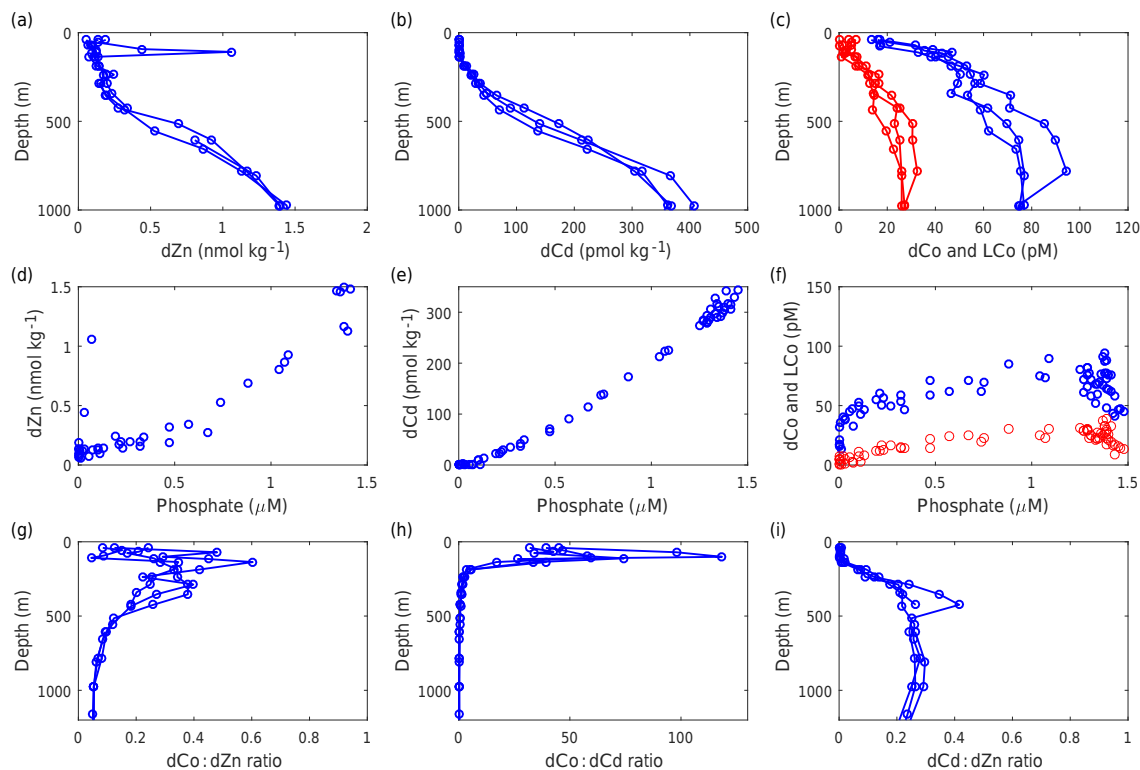 (a)
0
500
1000
Depth (m)
0
0.5
1
1.5
2
dZn (nmol kg⁻¹)
(b)
0
500
1000
Depth (m)
0
100
200
300
400
500
dCd (pmol kg⁻¹)
(c)
0
500
1000
Depth (m)
0
20
40
60
80
100
120
dCo and LCo (pM)
(d)
1.5
1
0.5
0
dZn (nmol kg⁻¹)
0
0.5
1
1.5
Phosphate (μM)
(e)
300
200
100
0
dCd (pmol kg⁻¹)
0
0.5
1
1.5
Phosphate (μM)
(f)
150
100
50
0
dCo and LCo (pM)
0
0.5
1
1.5
Phosphate (μM)
(g)
0
500
1000
Depth (m)
0
0.2
0.4
0.6
0.8
1
dCo:dZn ratio
(h)
0
500
1000
Depth (m)
0
50
100
dCo:dCd ratio
(i)
0
500
1000
Depth (m)
0
0.2
0.4
0.6
0.8
1
dCd:dZn ratio